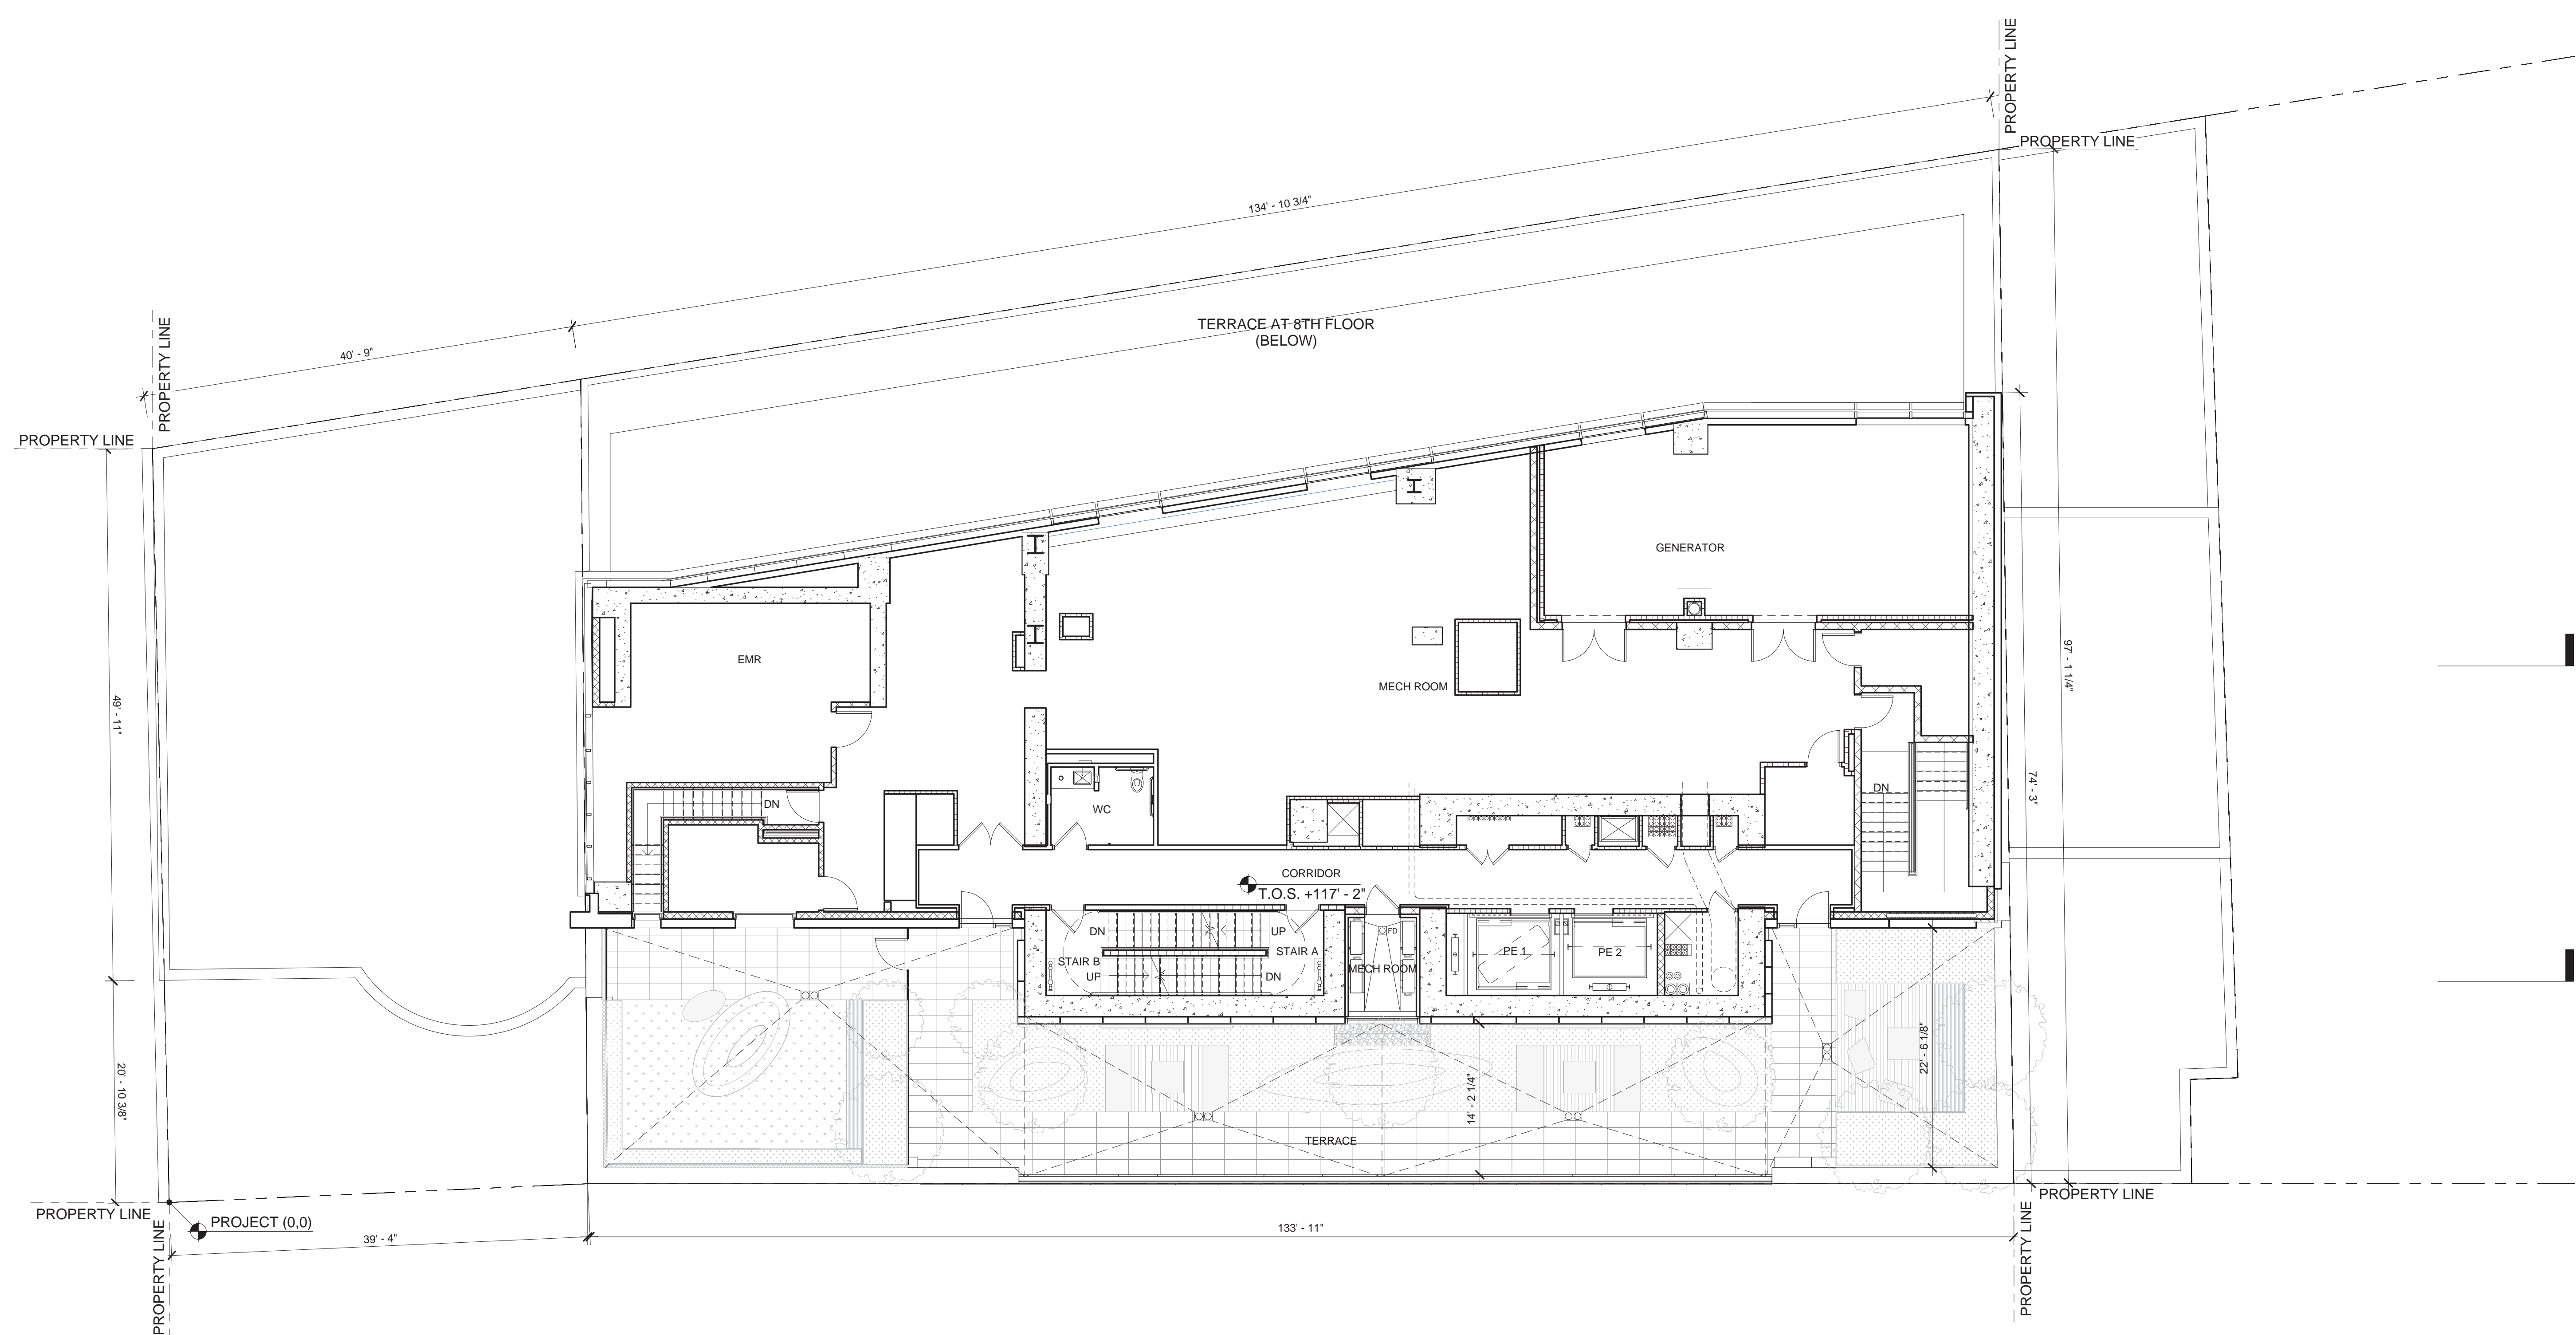 PROPERTY LINE
PROPERTY LINE
134' - 10 3/4"
PROPERTY LINE
40' - 9"
TERRACE AT 8TH FLOOR
(BELOW)
PROPERTY LINE
GENERATOR
EMR
MECH ROOM
49' - 11"
97' - 1 1/4"
74' - 3"
DN
DN
WC
CORRIDOR
T.O.S. +117' - 2"
DN
UP
FD
STAIR A
STAIR B
PE 1
PE 2
MECH ROOM
UP
DN
20' - 10 3/8"
14' - 2 1/4"
22' - 6 1/8"
TERRACE
PROPERTY LINE
PROPERTY LINE
PROJECT (0,0)
39' - 4"
133' - 11"
PROPERTY LINE
PROPERTY LINE